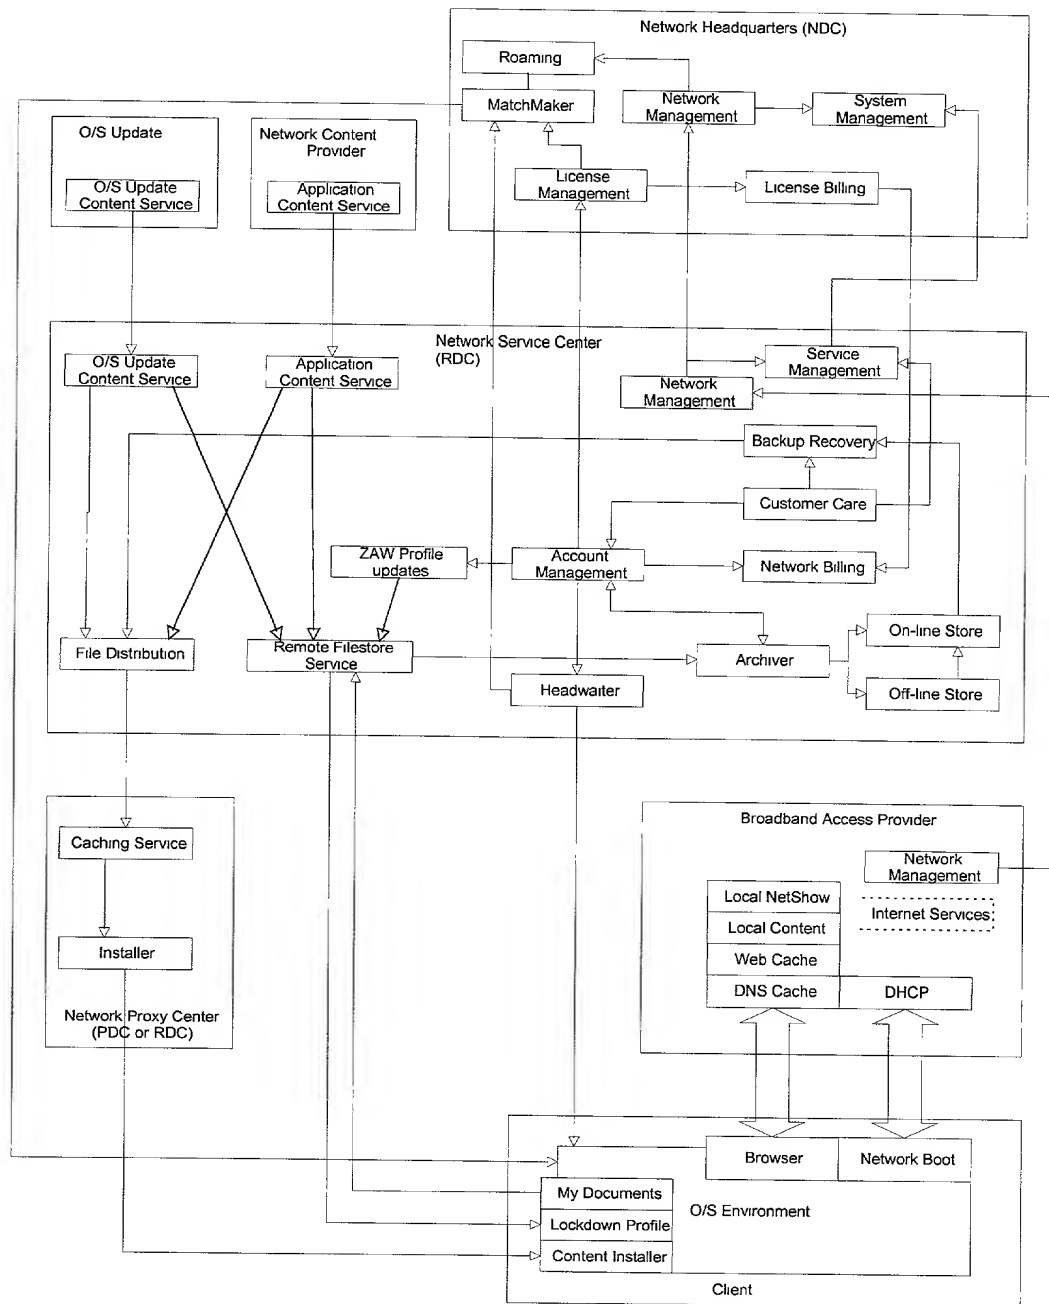 Network Headquarters (NDC)
Roaming
MatchMaker
Network
Management
System
Management
O/S Update
Network Content
Provider
O/S Update
Content Service
Application
Content Service
License
Management
License Billing
Network Service Center
(RDC)
O/S Update
Content Service
Application
Content Service
Service
Management
Network
Management
Backup Recovery
Customer Care
ZAW Profile
updates
Account
Management
Network Billing
File Distribution
Remote Filestore
Service
Archiver
On-line Store
Off-line Store
Headwaiter
Broadband Access Provider
Caching Service
Network
Management
Local NetShow
Internet Services
Local Content
Installer
Web Cache
DNS Cache
DHCP
Network Proxy Center
(PDC or RDC)
Browser
Network Boot
My Documents
O/S Environment
Lockdown Profile
Content Installer
Client